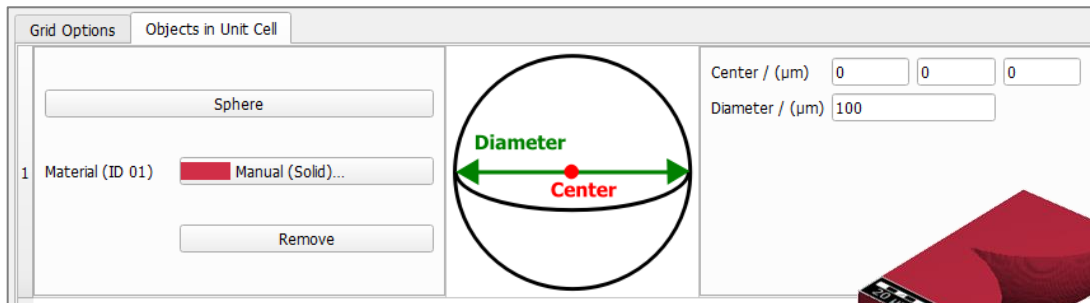 Grid Options
Objects in Unit Cell
1
Sphere
Material (ID 01)
Manual (Solid)...
Remove
Diameter
Center
Center / (µm)
0
0
0
Diameter / (µm)
100